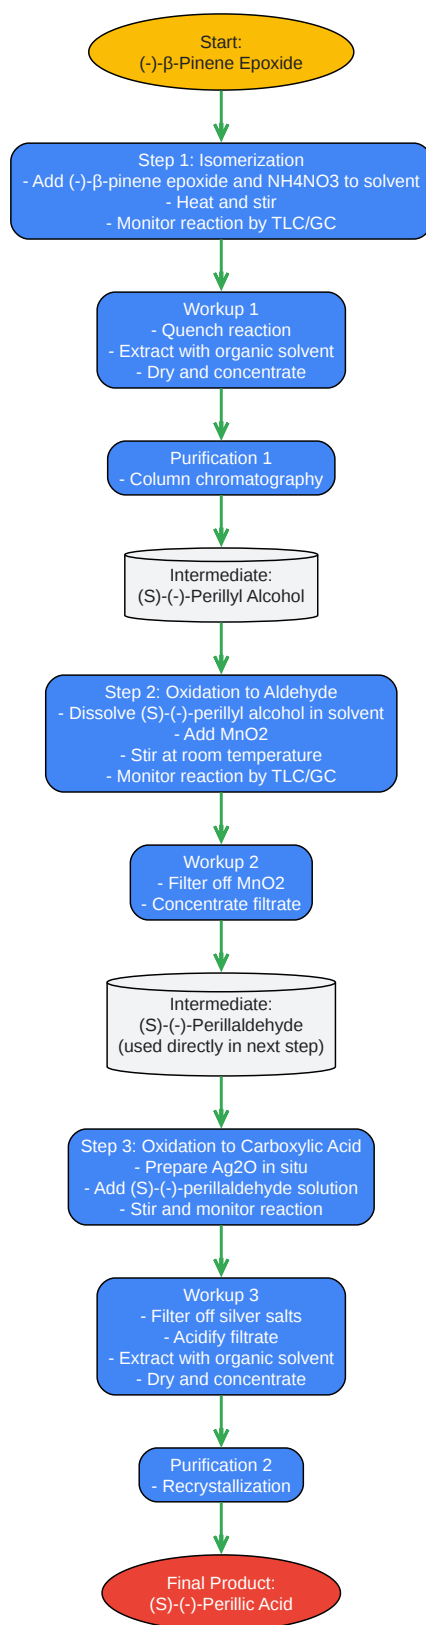 Start:
(-)-β-Pinene Epoxide
Step 1: Isomerization
- Add (-)-β-pinene epoxide and NH4NO3 to solvent
- Heat and stir
- Monitor reaction by TLC/GC
Workup 1
- Quench reaction
- Extract with organic solvent
- Dry and concentrate
Purification 1
- Column chromatography
Intermediate:
(S)-(-)-Perillyl Alcohol
Step 2: Oxidation to Aldehyde
- Dissolve (S)-(-)-perillyl alcohol in solvent
- Add MnO2
- Stir at room temperature
- Monitor reaction by TLC/GC
Workup 2
- Filter off MnO2
- Concentrate filtrate
Intermediate:
(S)-(-)-Perillaldehyde
(used directly in next step)
Step 3: Oxidation to Carboxylic Acid
- Prepare Ag2O in situ
- Add (S)-(-)-perillaldehyde solution
- Stir and monitor reaction
Workup 3
- Filter off silver salts
- Acidify filtrate
- Extract with organic solvent
- Dry and concentrate
Purification 2
- Recrystallization
Final Product:
(S)-(-)-Perillic Acid